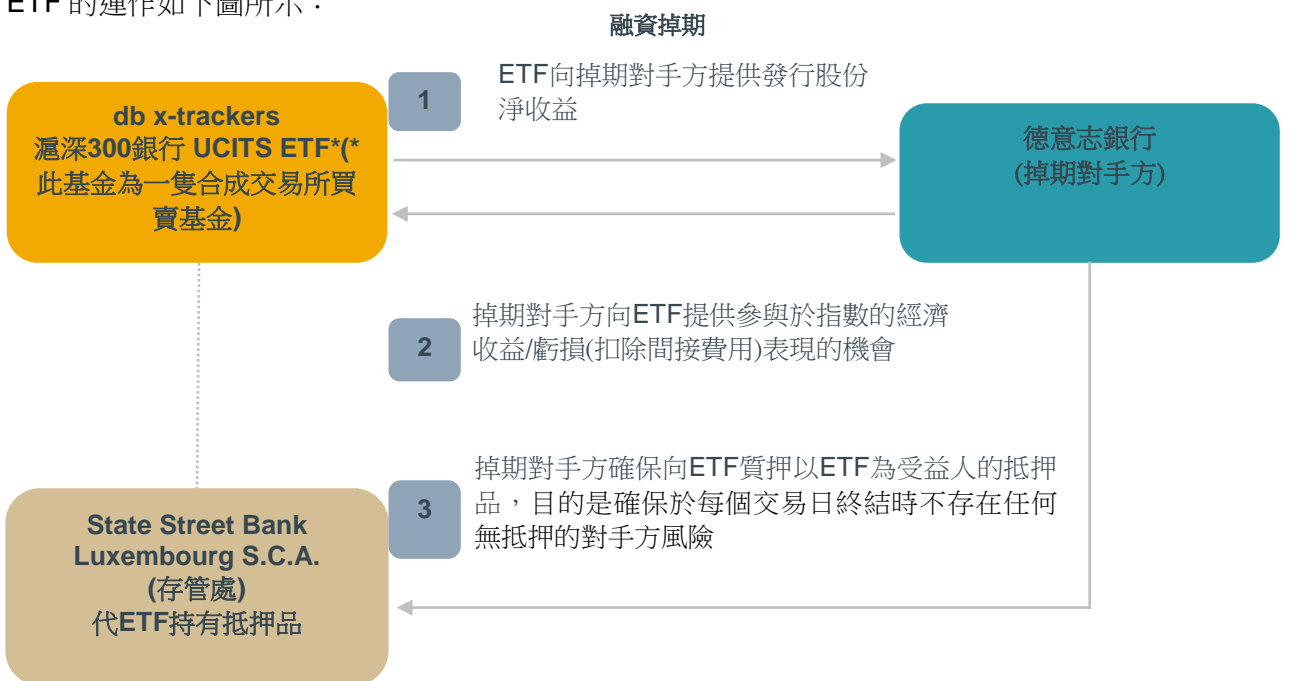 ETF 的運作如下圖所示：
融資掉期
1
ETF向掉期對手方提供發行股份
淨收益
db x-trackers
滬深300銀行 UCITS ETF*(*
此基金為一隻合成交易所買
賣基金)
德意志銀行
(掉期對手方)
2
掉期對手方向ETF提供參與於指數的經濟
收益/虧損(扣除間接費用)表現的機會
3
掉期對手方確保向ETF質押以ETF為受益人的抵押
品，目的是確保於每個交易日終結時不存在任何
無抵押的對手方風險
State Street Bank
Luxembourg S.C.A.
(存管處)
代ETF持有抵押品